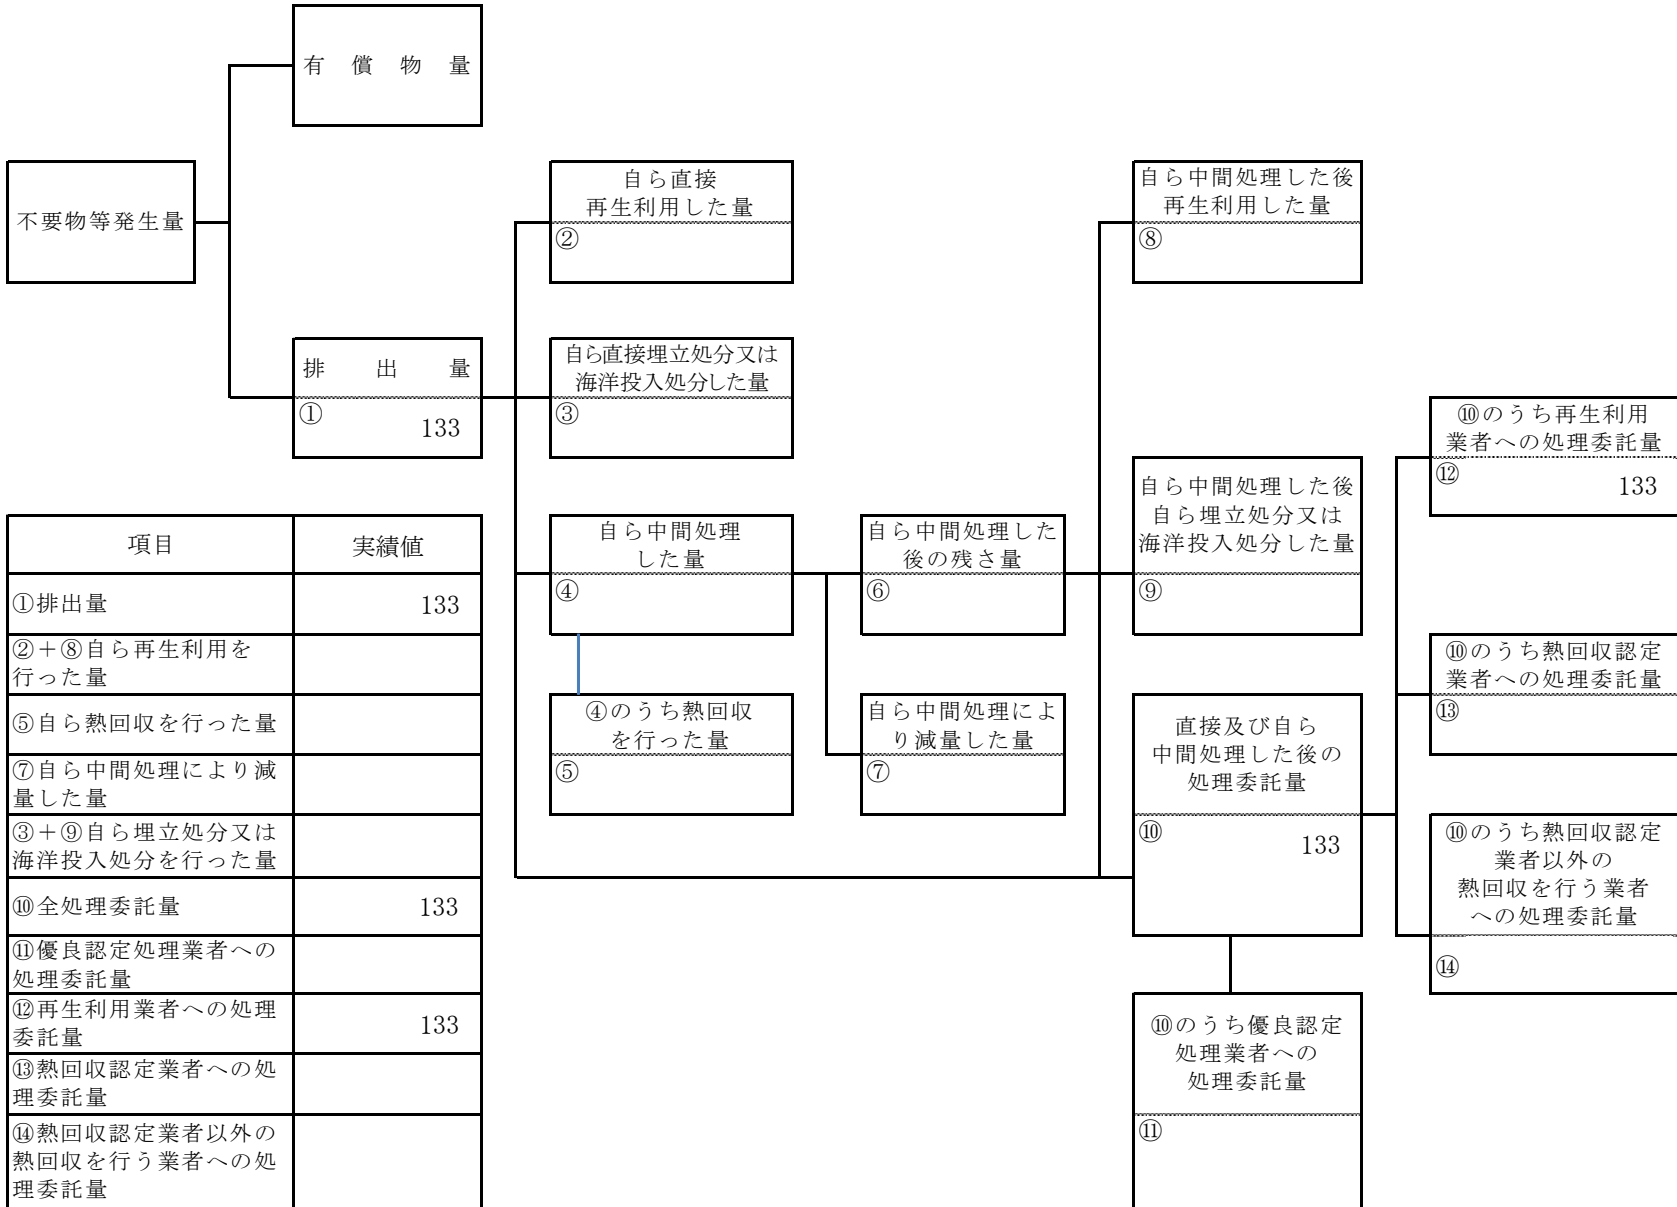 有償物量
不要物等発生量
排出量
①
133
自ら直接
再生利用した量
②
自ら直接埋立処分又は
海洋投入処分した量
③
自ら中間処理
した量
④
④のうち熱回収
を行った量
⑤
自ら中間処理した
後の残さ量
⑥
自ら中間処理によ
り減量した量
⑦
自ら中間処理した後
再生利用した量
⑧
自ら中間処理した後
自ら埋立処分又は
海洋投入処分した量
⑨
直接及び自ら
中間処理した後の
処理委託量
⑩
133
⑩のうち優良認定
処理業者への
処理委託量
⑪
⑩のうち再生利用
業者への処理委託量
⑫
133
⑩のうち熱回収認定
業者への処理委託量
⑬
⑩のうち熱回収認定
業者以外の
熱回収を行う業者
への処理委託量
⑭
項目 実績値
①排出量 133
②+⑧自ら再生利用を
行った量
⑤自ら熱回収を行った量
⑦自ら中間処理により減
量した量
③+⑨自ら埋立処分又は
海洋投入処分を行った量
⑩全処理委託量 133
⑪優良認定処理業者への
処理委託量
⑫再生利用業者への処理
委託量 133
⑬熱回収認定業者への処
理委託量
⑭熱回収認定業者以外の
熱回収を行う業者への処
理委託量